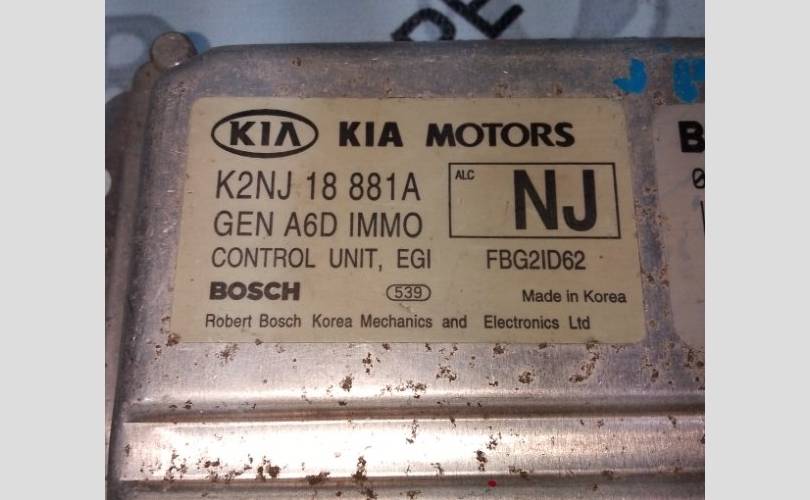 KIA KIA MOTORS
K2NJ 18 881A
ALC NJ
GEN A6D IMMO
CONTROL UNIT, EGI FBG2ID62
BOSCH 539 Made in Korea
Robert Bosch Korea Mechanics and Electronics Ltd